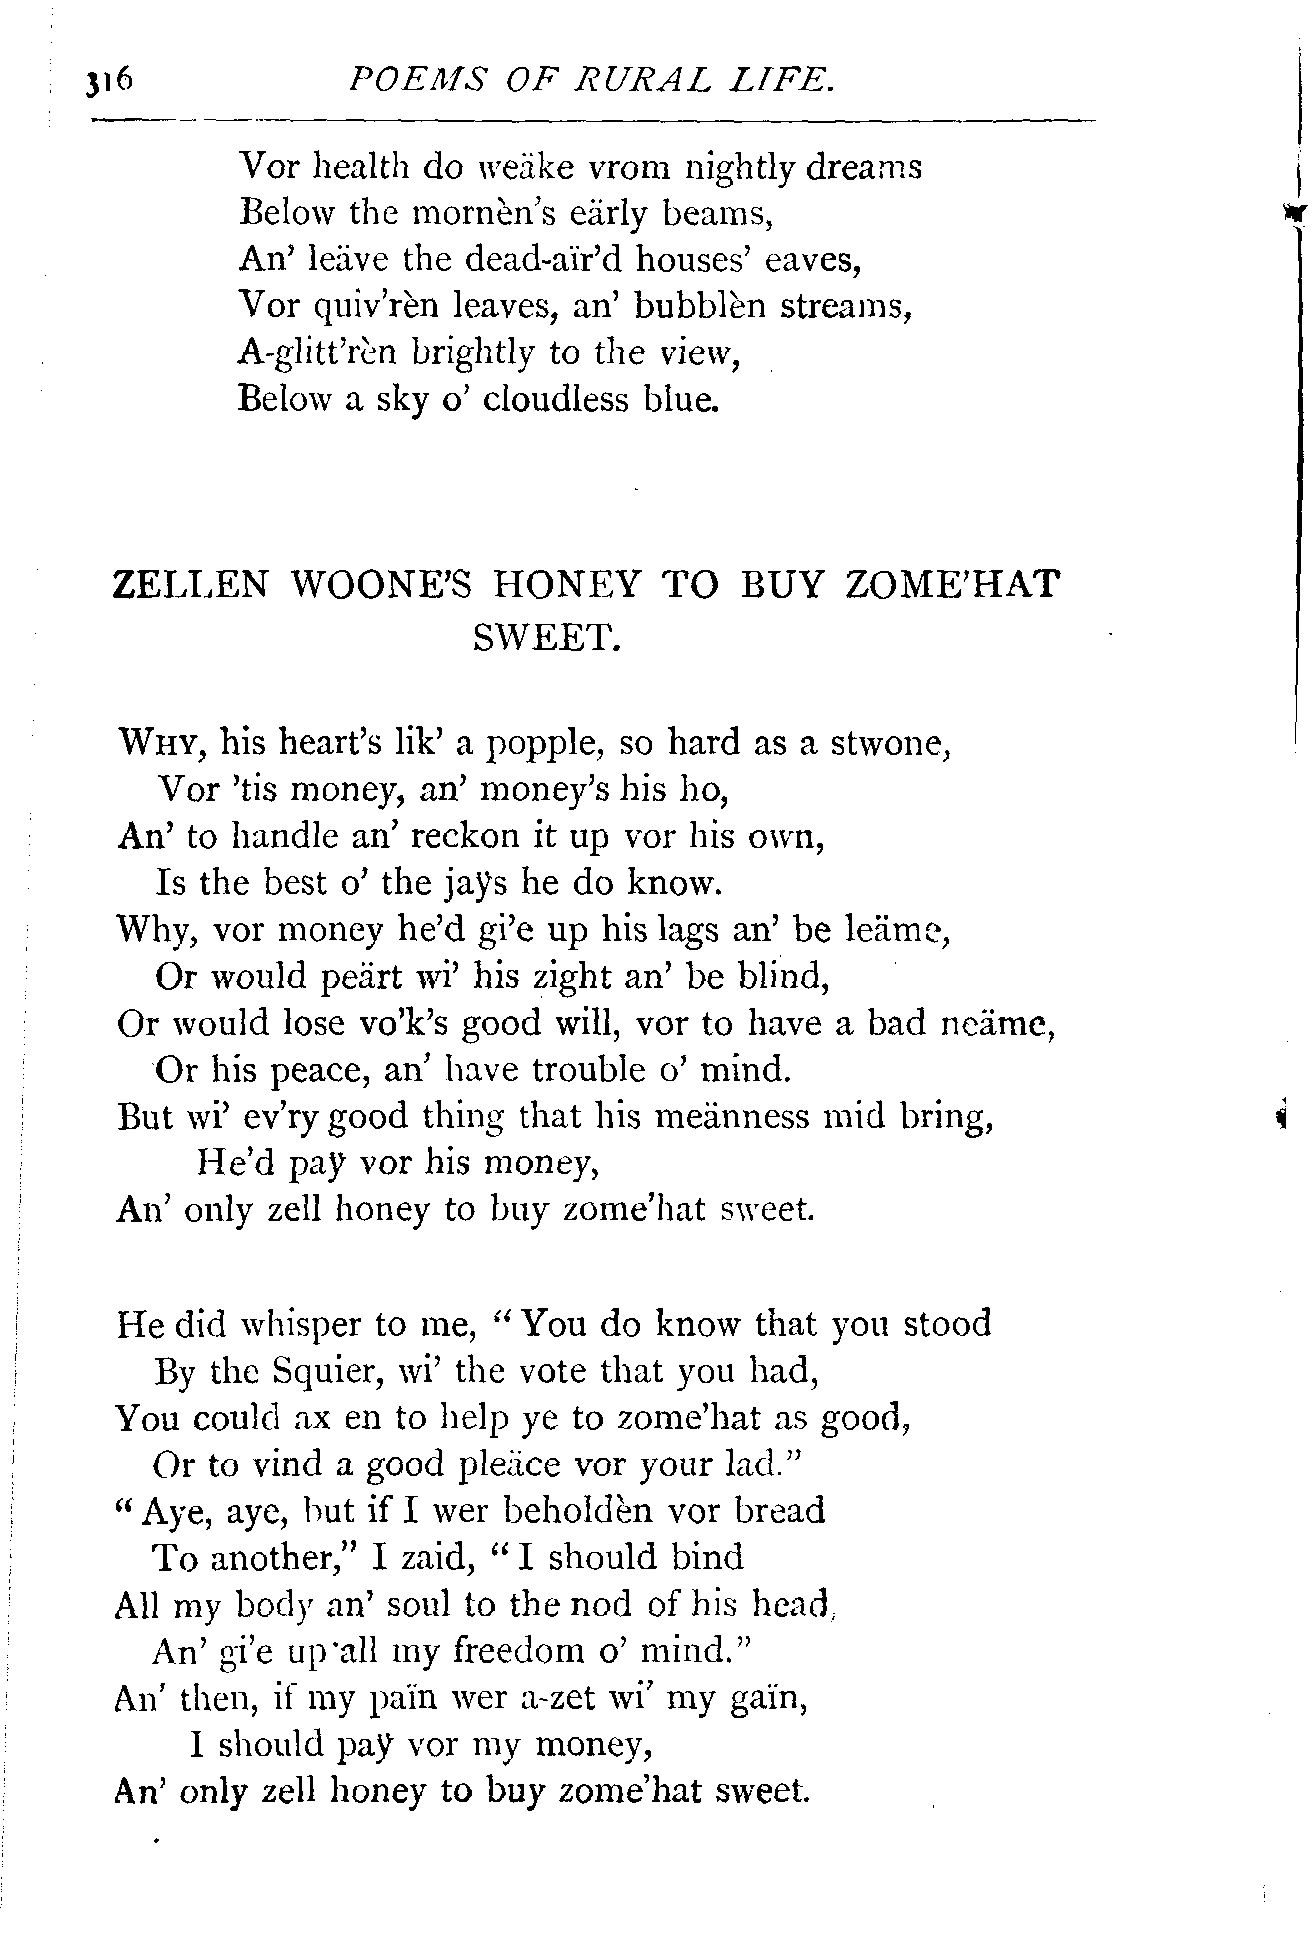 316 POEMS OF RURAL LIFE.
Vor health do weäke vrom nightly dreams
Below the mornèn's eärly beams,
An' leäve the dead-aïr'd houses' eaves,
Vor quiv'rèn leaves, an' bubblèn streams,
A-glitt'rèn brightly to the view,
Below a sky o' cloudless blue.
ZELLEN WOONE'S HONEY TO BUY ZOME'HAT
SWEET.
WHY, his heart's lik' a popple, so hard as a stwone,
Vor 'tis money, an' money's his ho,
An' to handle an' reckon it up vor his own,
Is the best o' the jaÿs he do know.
Why, vor money he'd gi'e up his lags an' be leäme,
Or would peärt wi' his zight an' be blind,
Or would lose vo'k's good will, vor to have a bad neäme,
Or his peace, an' have trouble o' mind.
But wi' ev'ry good thing that his meänness mid bring,
He'd paÿ vor his money,
An' only zell honey to buy zome'hat sweet.
He did whisper to me, "You do know that you stood
By the Squier, wi' the vote that you had,
You could ax en to help ye to zome'hat as good,
Or to vind a good pleäce vor your lad."
"Aye, aye, but if I wer beholdèn vor bread
To another," I zaid, "I should bind
All my body an' soul to the nod of his head,
An' gi'e up all my freedom o' mind."
An' then, if my païn wer a-zet wi' my gaïn,
I should paÿ vor my money,
An' only zell honey to buy zome'hat sweet.